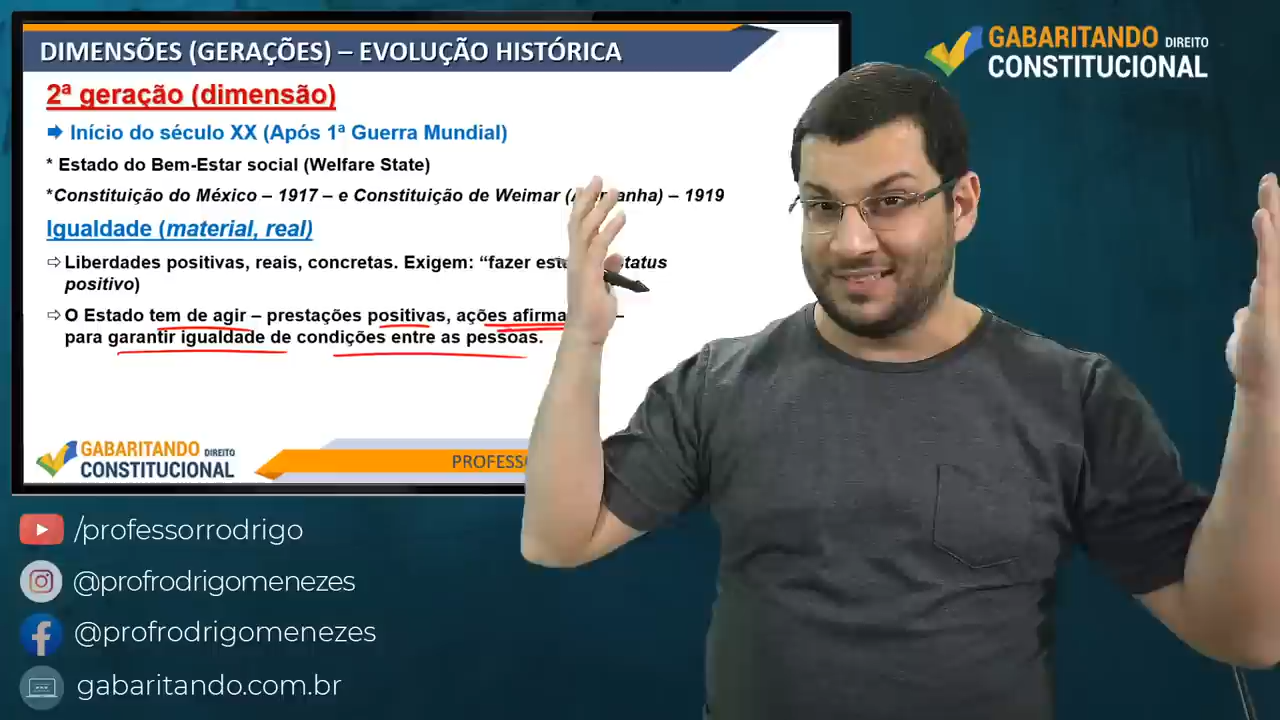 DIMENSÕES (GERAÇÕES) – EVOLUÇÃO HISTÓRICA
2ª geração (dimensão)
Início do século XX (Após 1ª Guerra Mundial)
* Estado do Bem-Estar social (Welfare State)
*Constituição do México – 1917 – e Constituição de Weimar ( – 1919
Igualdade (material, real)
⇨ Liberdades positivas, reais, concretas. Exigem: “fazer
positivo)
⇨ O Estado tem de agir – prestações positivas, ações –
para garantir igualdade de condições entre as pessoas.
GABARITANDO DIREITO
CONSTITUCIONAL
GABARITANDO DIREITO
CONSTITUCIONAL
/professorrodrigo
@profrodrigomenezes
@profrodrigomenezes
gabaritando.com.br